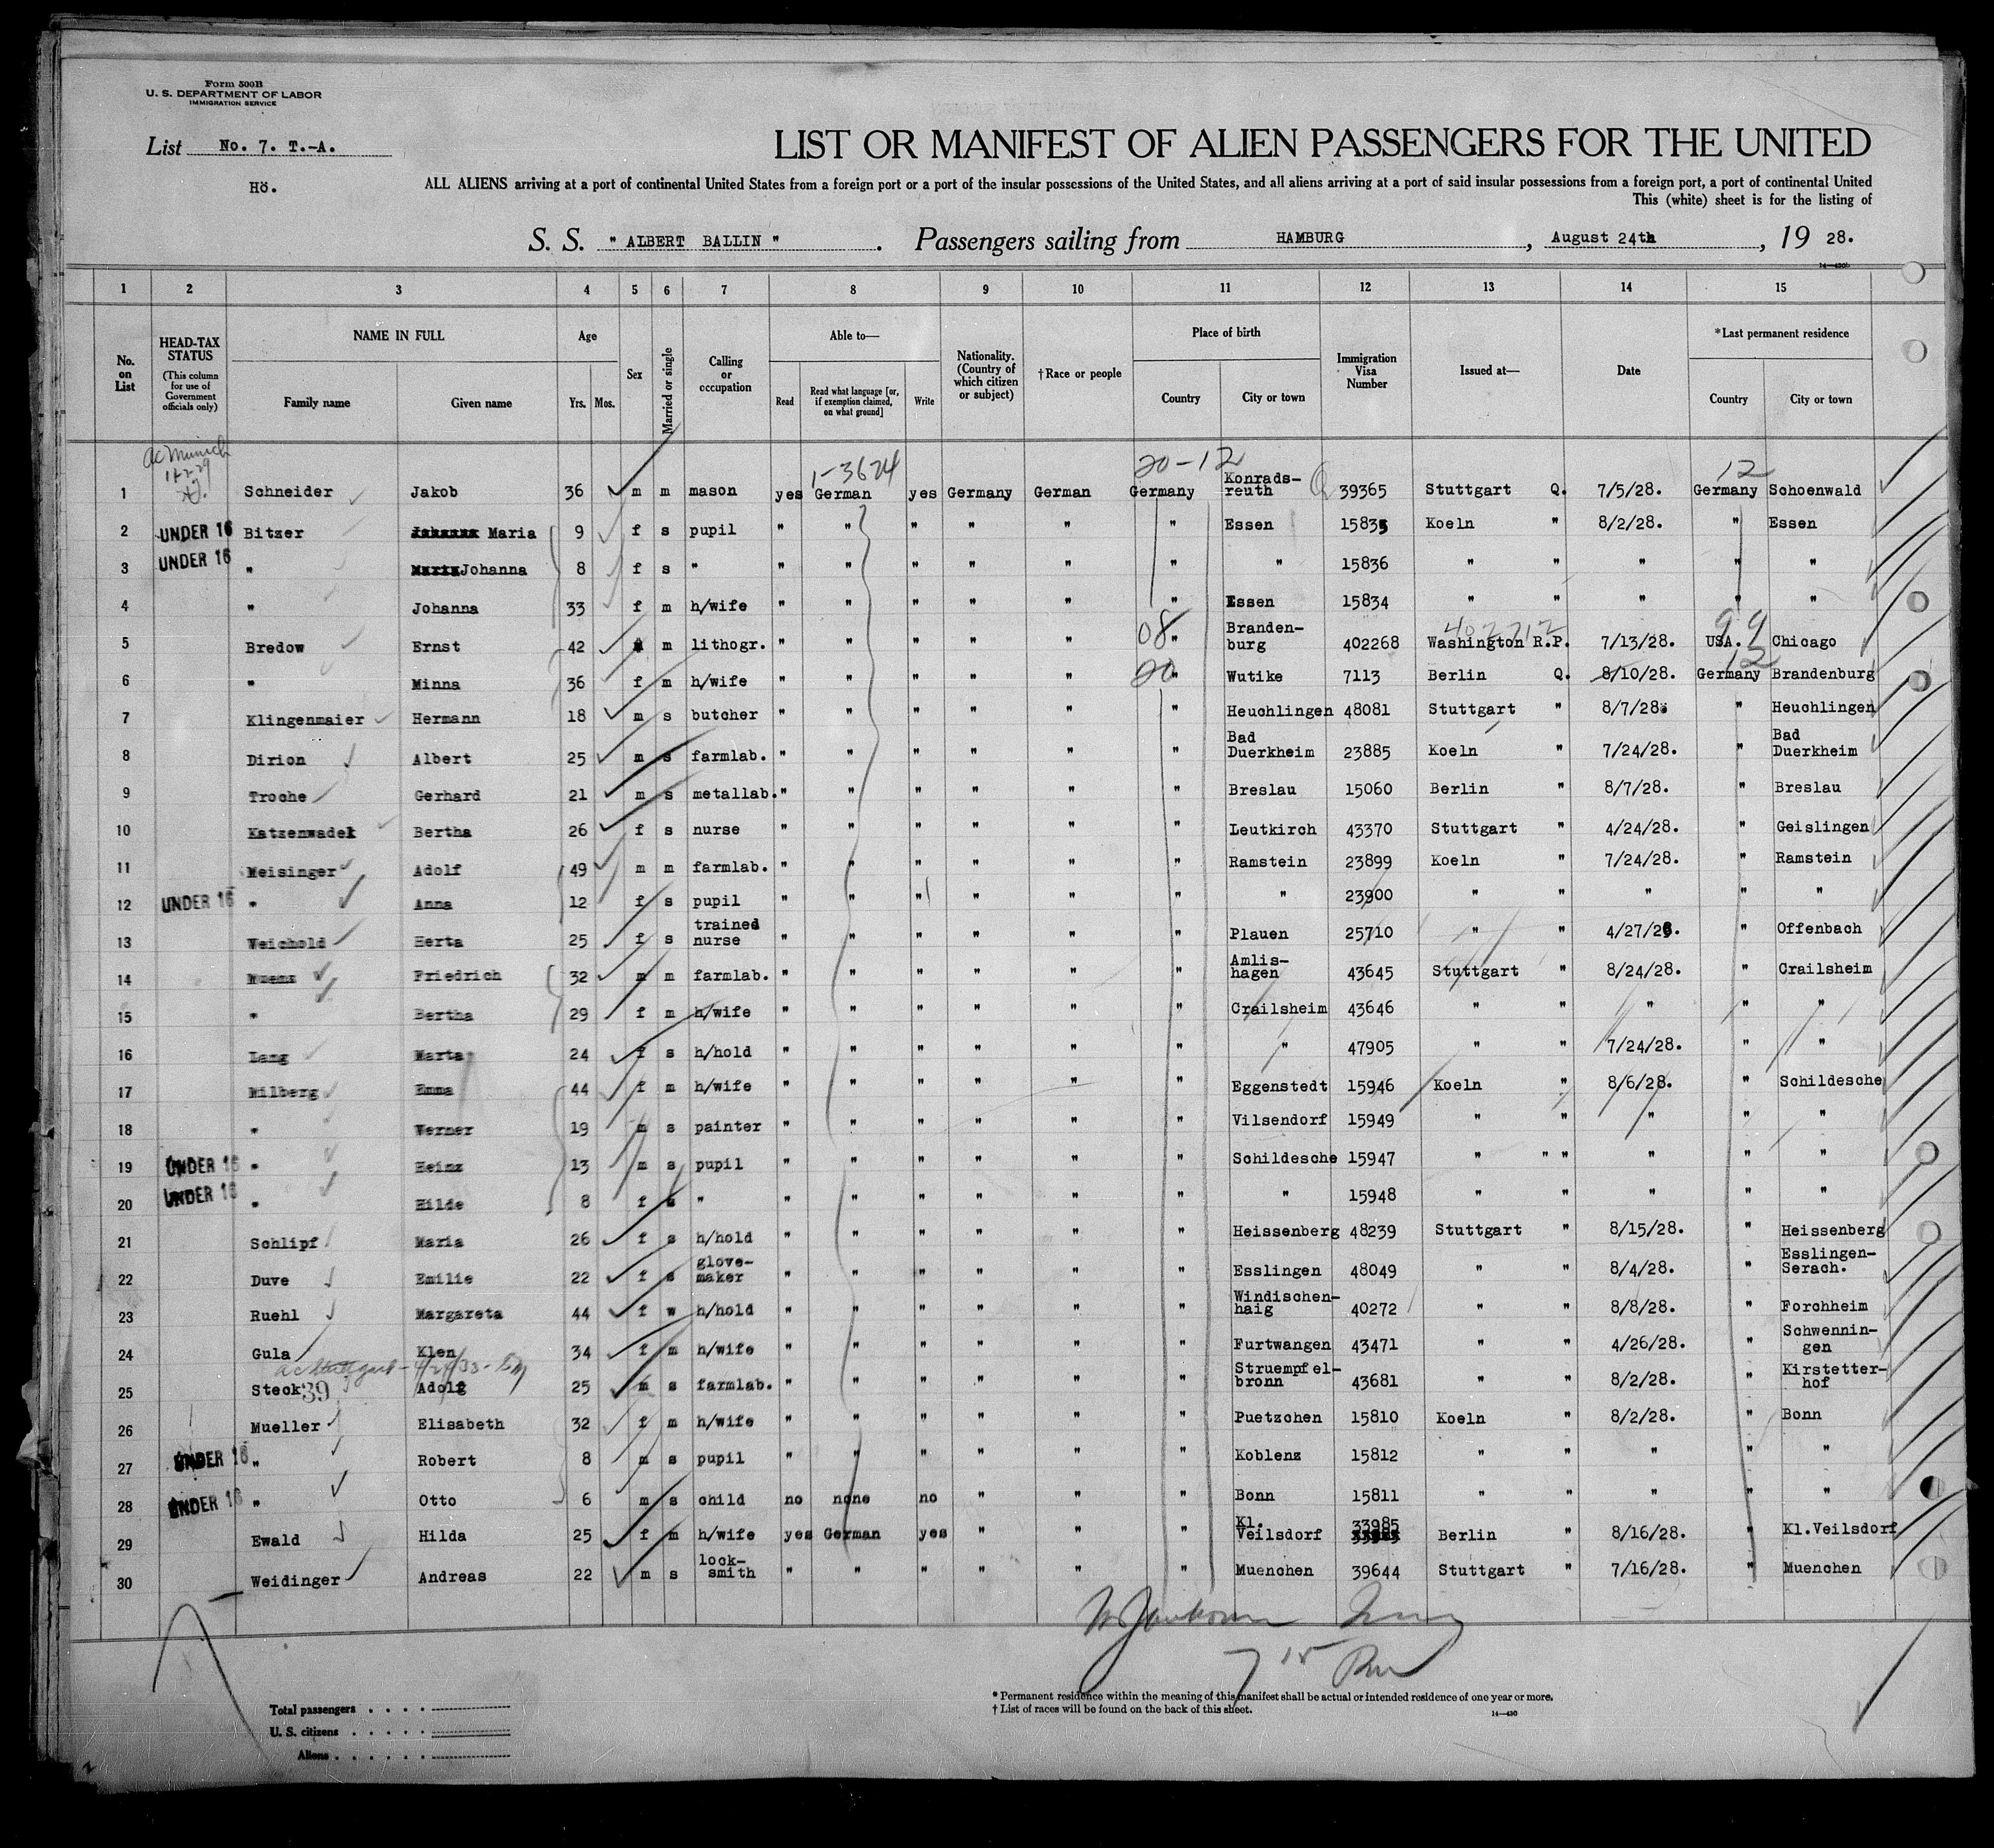 Form 500B
U. S. DEPARTMENT OF LABOR
IMMIGRATION SERVICE
List No. 7. T.-A.
Hö.
LIST OR MANIFEST OF ALIEN PASSENGERS FOR THE UNITED
ALL ALIENS arriving at a port of continental United States from a foreign port or a port of the insular possessions of the United States, and all aliens arriving at a port of said insular possessions from a foreign port, a port of continental United
This (white) sheet is for the listing of
S. S. " ALBERT BALLIN " . Passengers sailing from HAMBURG , August 24th , 19 28.
1 2 3 4 5 6 7 8 9 10 11 12 13 14 15
No. on List HEAD-TAX STATUS (This column for use of Government officials only) NAME IN FULL Family name Given name Age Yrs. Mos. Sex Married or single Calling or occupation Able to— Read Read what language [or, if exemption claimed, on what ground] Write Nationality. (Country of which citizen or subject) †Race or people Place of birth Country City or town Immigration Visa Number Issued at— Date *Last permanent residence Country City or town
1-3624 20-12 12
1 Schneider Jakob 36 m m mason yes German yes Germany German Germany Konrads-reuth 39365 Stuttgart Q. 7/5/28. Germany Schoenwald
2 UNDER 16 Bitzer Maria 9 f s pupil " " " " " " Essen 15835 Koeln " 8/2/28. " Essen
3 UNDER 16 " Johanna 8 f s " " " " " " " 15836 " " " " "
4 " Johanna 33 f m h/wife " " " " " " Essen 15834 " " " " "
08 402212 99
5 Bredow Ernst 42 m lithogr. " " " " " " Branden-burg 402268 Washington R.P. 7/13/28. USA. Chicago
20 12
6 " Minna 36 f m h/wife " " " " " " Wutike 7113 Berlin Q. 8/10/28. Germany Brandenburg
7 Klingenmaier Hermann 18 m s butcher " " " " " " Heuchlingen 48081 Stuttgart " 8/7/28. " Heuchlingen
8 Dirion Albert 25 m s farmlab. " " " " " " Bad Duerkheim 23885 Koeln " 7/24/28. " Bad Duerkheim
9 Troche Gerhard 21 m s metallab. " " " " " " Breslau 15060 Berlin " 8/7/28. " Breslau
10 Katzenwadel Bertha 26 f s nurse " " " " " " Leutkirch 43370 Stuttgart " 4/24/28. " Geislingen
11 Meisinger Adolf 49 m m farmlab. " " " " " " Ramstein 23899 Koeln " 7/24/28. " Ramstein
12 UNDER 16 " Anna 12 f s pupil " " " " " " " 23900 " " " " "
13 Weichold Herta 25 f s trained nurse " " " " " " Plauen 25710 " " 4/27/28. " Offenbach
14 Friedrich 32 m m farmlab. " " " " " " Amlis-hagen 43645 Stuttgart " 8/24/28. " Crailsheim
15 " Bertha 29 f m h/wife " " " " " " Crailsheim 43646 " " " " "
16 Lang Marta 24 f s h/hold " " " " " " " 47905 " " 7/24/28. " "
17 Milberg Emma 44 f m h/wife " " " " " " Eggenstedt 15946 Koeln " 8/6/28. " Schildesche
18 " Werner 19 m s painter " " " " " " Vilsendorf 15949 " " " " "
19 UNDER 16 " Heinz 13 m s pupil " " " " " " Schildesche 15947 " " " " " "
20 UNDER 16 " Hilde 8 f s " " " " " " " " 15948 " " " " "
21 Schlipf Maria 26 f s h/hold " " " " " " Heissenberg 48239 Stuttgart " 8/15/28. " Heissenberg
22 Duve Emilie 22 f s glove-maker " " " " " " Esslingen 48049 " " 8/4/28. " Esslingen-Serach.
23 Ruehl Margareta 44 f w h/hold " " " " " " Windischen-haig 40272 " " 8/8/28. " Forchheim
24 Gula Klen 34 f m h/wife " " " " " " Furtwangen 43471 " " 4/26/28. " Schwennin-gen
25 Steck 39 Adolf 25 m s farmlab. " " " " " " Struempfel-bronn 43681 " " 8/2/28. " Kirstetter-hof
26 Mueller Elisabeth 32 f m h/wife " " " " " " Puetzchen 15810 Koeln " 8/2/28. " Bonn
27 UNDER 16 " Robert 8 m s pupil " " " " " " Koblenz 15812 " " " " "
28 UNDER 16 " Otto 6 m s child no none no " " " Bonn 15811 " " " " "
29 Ewald Hilda 25 f m h/wife yes German yes " " " Kl. Veilsdorf 33985 Berlin " 8/16/28. " Kl.Veilsdorf
30 Weidinger Andreas 22 m s lock-smith " " " " " " Muenchen 39644 Stuttgart " 7/16/28. " Muenchen
Total passengers . . . .
U. S. citizens . . . . .
Aliens . . . . . .
* Permanent residence within the meaning of this manifest shall be actual or intended residence of one year or more.
† List of races will be found on the back of this sheet.
14—430